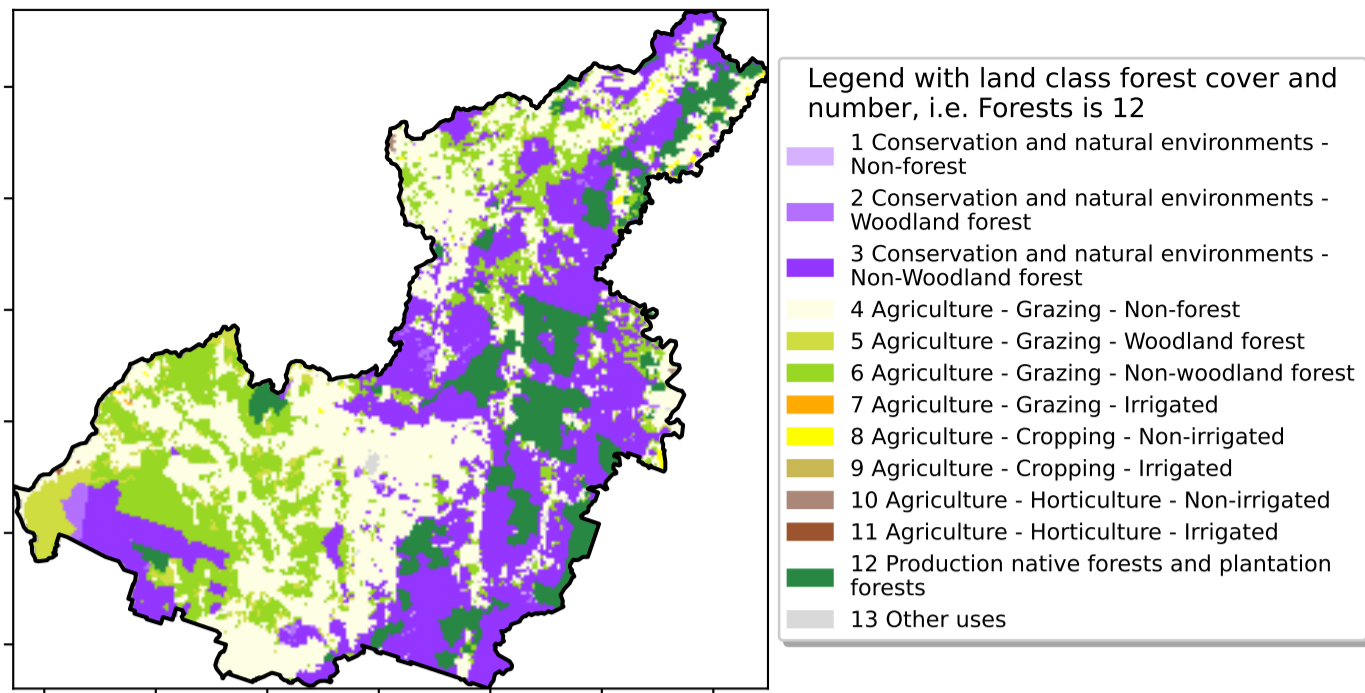 Legend with land class forest cover and
number, i.e. Forests is 12
1 Conservation and natural environments -
Non-forest
2 Conservation and natural environments -
Woodland forest
3 Conservation and natural environments -
Non-Woodland forest
4 Agriculture - Grazing - Non-forest
5 Agriculture - Grazing - Woodland forest
6 Agriculture - Grazing - Non-woodland forest
7 Agriculture - Grazing - Irrigated
8 Agriculture - Cropping - Non-irrigated
9 Agriculture - Cropping - Irrigated
10 Agriculture - Horticulture - Non-irrigated
11 Agriculture - Horticulture - Irrigated
12 Production native forests and plantation
forests
13 Other uses